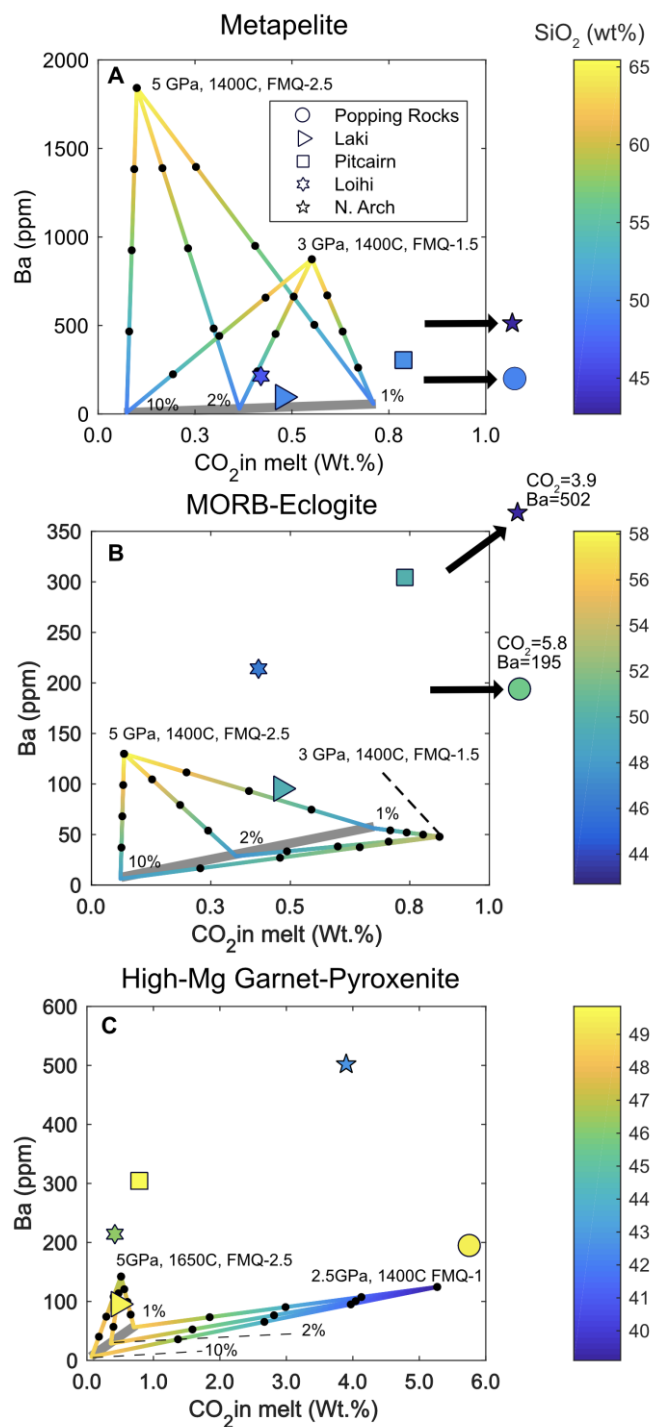 Metapelite
SiO2 (wt%)
A
5 GPa, 1400C, FMQ-2.5
Popping Rocks
Laki
Pitcairn
Loihi
N. Arch
3 GPa, 1400C, FMQ-1.5
10%
2%
1%
2000
1500
1000
500
0
Ba (ppm)
0.0
0.3
0.5
0.8
1.0
CO2in melt (Wt.%)
65
60
55
50
45
MORB-Eclogite
B
CO2=3.9
Ba=502
CO2=5.8
Ba=195
5 GPa, 1400C, FMQ-2.5
3 GPa, 1400C, FMQ-1.5
1%
2%
10%
350
300
250
200
150
100
50
0
Ba (ppm)
0.0
0.3
0.5
0.8
1.0
CO2in melt (Wt.%)
58
56
54
52
50
48
46
44
High-Mg Garnet-Pyroxenite
C
5GPa, 1650C, FMQ-2.5
2.5GPa, 1400C FMQ-1
1%
2%
10%
600
500
400
300
200
100
0
Ba (ppm)
0.0
1.0
2.0
3.0
4.0
5.0
6.0
CO2in melt (Wt.%)
49
48
47
46
45
44
43
42
41
40